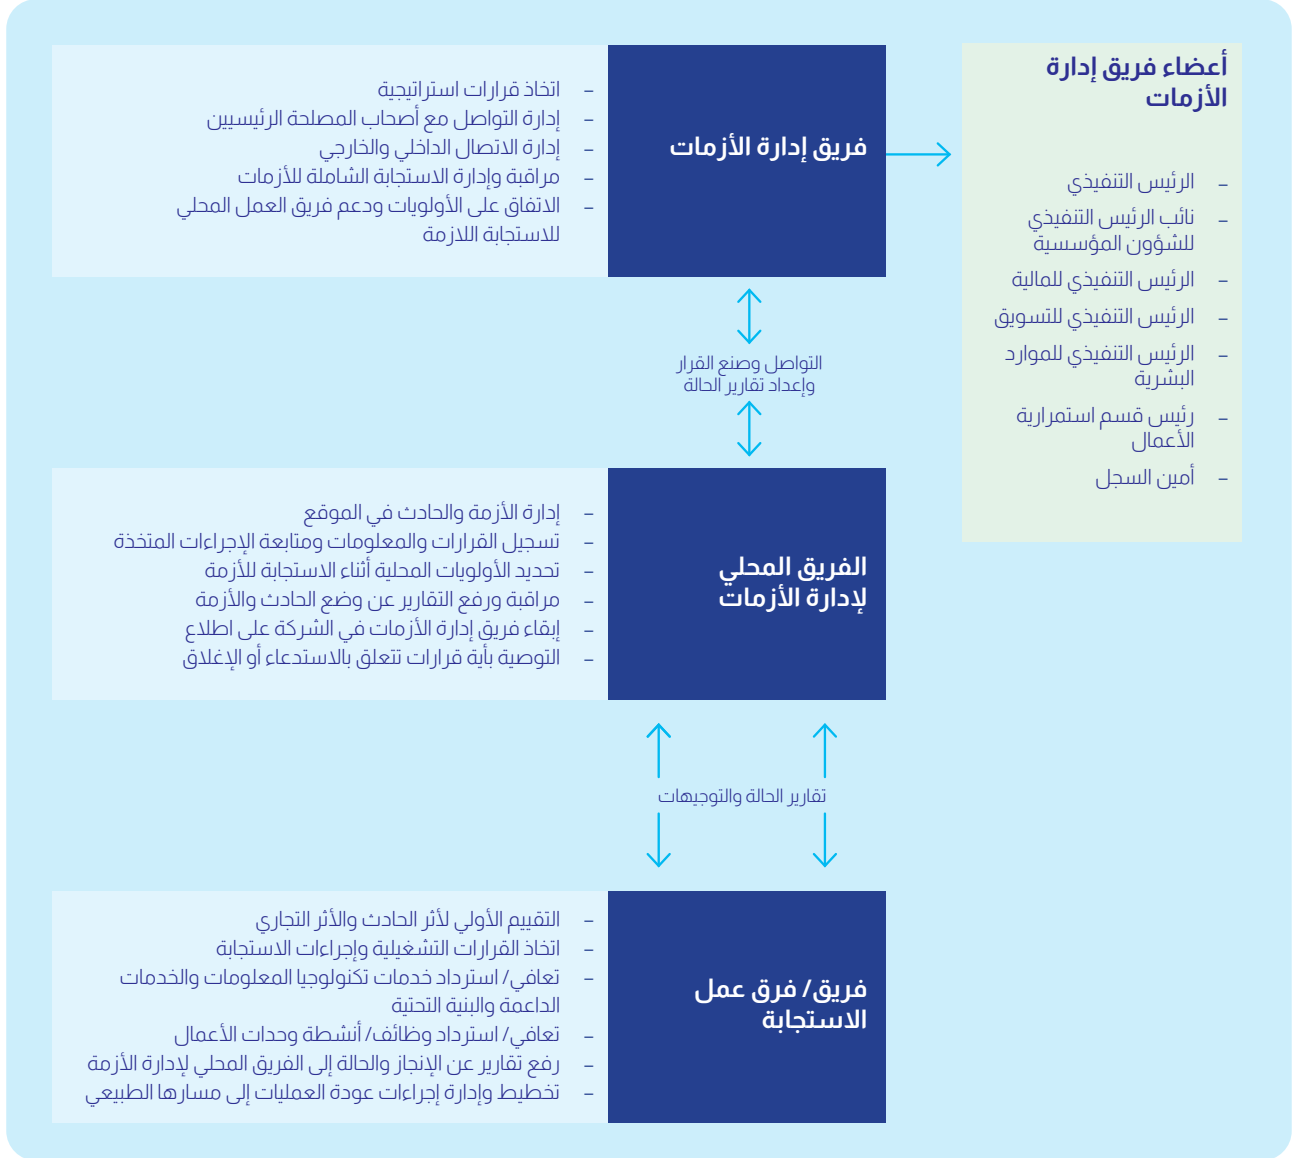 أعضاء فريق إدارة
الأزمات
– الرئيس التنفيذي
– نائب الرئيس التنفيذي
للشؤون المؤسسية
– الرئيس التنفيذي للمالية
– الرئيس التنفيذي للتسويق
– الرئيس التنفيذي للموارد
البشرية
– رئيس قسم استمرارية
الأعمال
– أمين السجل
فريق إدارة الأزمات
– اتخاذ قرارات استراتيجية
– إدارة التواصل مع أصحاب المصلحة الرئيسيين
– إدارة الاتصال الداخلي والخارجي
– مراقبة وإدارة الاستجابة الشاملة للأزمات
– الاتفاق على الأولويات ودعم فريق العمل المحلي
للاستجابة اللازمة
التواصل وصنع القرار
وإعداد تقارير الحالة
الفريق المحلي
لإدارة الأزمات
– إدارة الأزمة والحادث في الموقع
– تسجيل القرارات والمعلومات ومتابعة الإجراءات المتخذة
– تحديد الأولويات المحلية أثناء الاستجابة للأزمة
– مراقبة ورفع التقارير عن وضع الحادث والأزمة
– إبقاء فريق إدارة الأزمات في الشركة على اطلاع
– التوصية بأية قرارات تتعلق بالاستدعاء أو الإغلاق
تقارير الحالة والتوجيهات
فريق/ فرق عمل
الاستجابة
– التقييم الأولي لأثر الحادث والأثر التجاري
– اتخاذ القرارات التشغيلية وإجراءات الاستجابة
– تعافي/ استرداد خدمات تكنولوجيا المعلومات والخدمات
الداعمة والبنية التحتية
– تعافي/ استرداد وظائف/ أنشطة وحدات الأعمال
– رفع تقارير عن الإنجاز والحالة إلى الفريق المحلي لإدارة الأزمة
– تخطيط وإدارة إجراءات عودة العمليات إلى مسارها الطبيعي